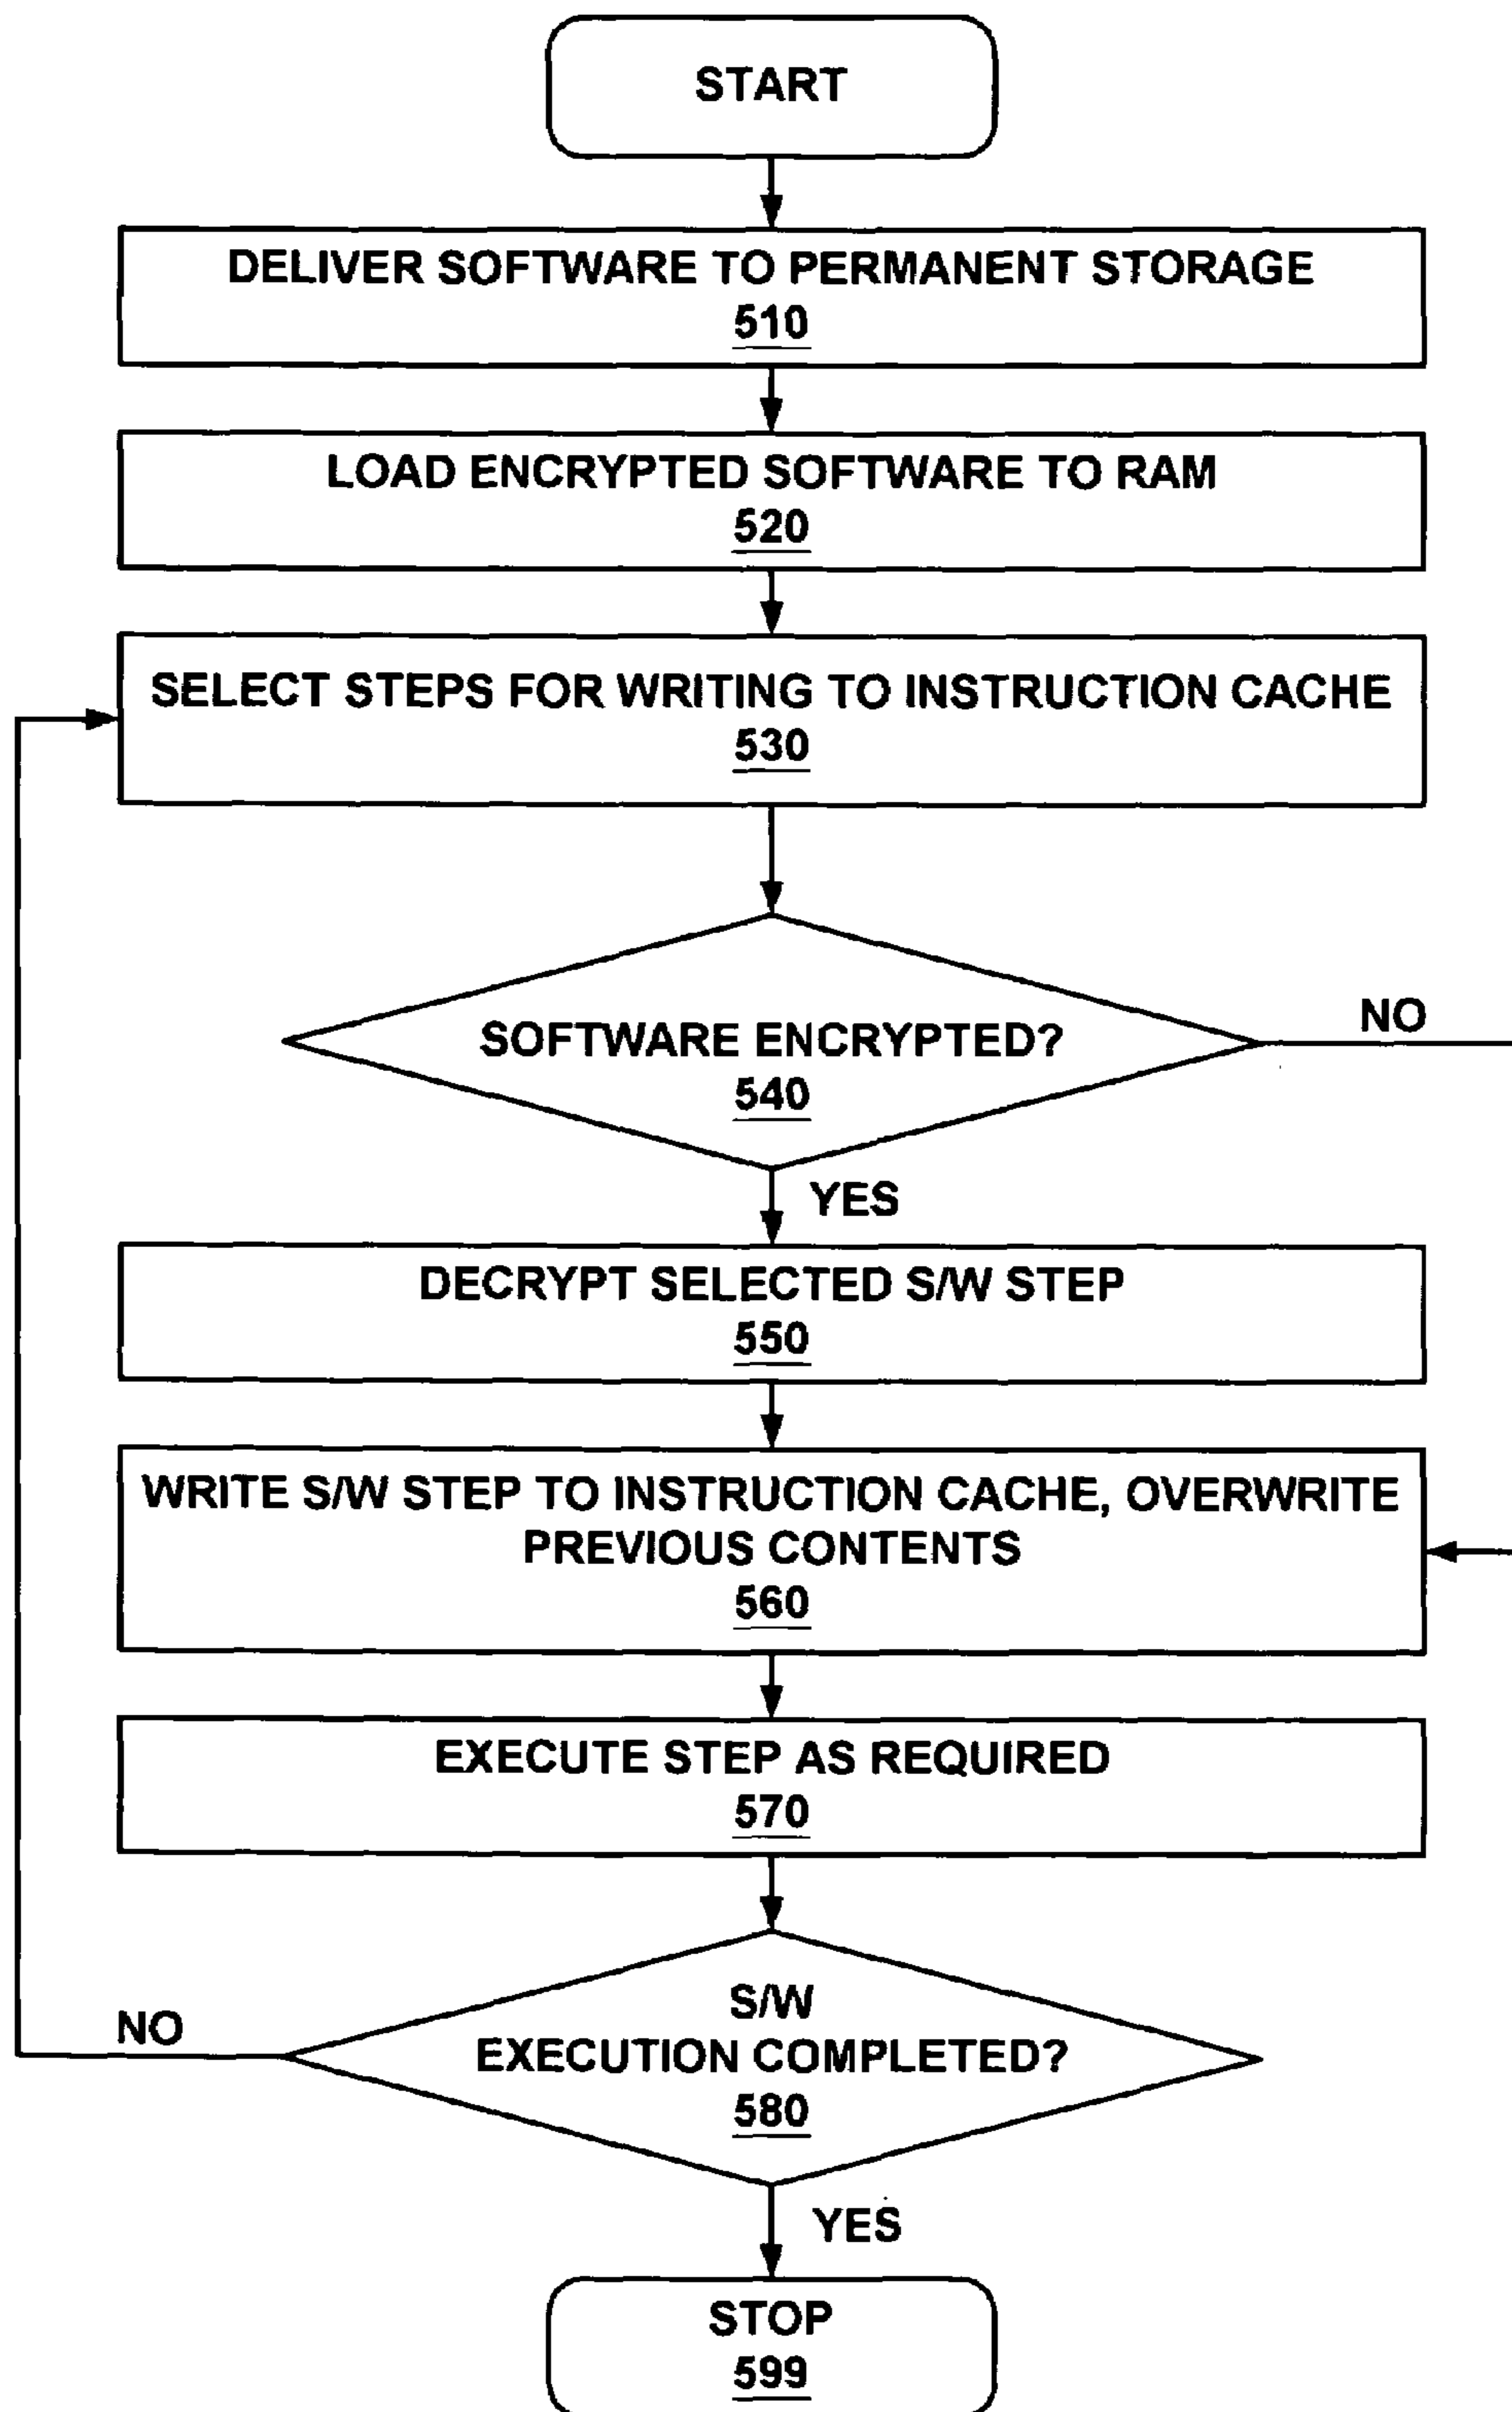 START
DELIVER SOFTWARE TO PERMANENT STORAGE
510
LOAD ENCRYPTED SOFTWARE TO RAM
520
SELECT STEPS FOR WRITING TO INSTRUCTION CACHE
530
SOFTWARE ENCRYPTED?
540
NO
YES
DECRYPT SELECTED S/W STEP
550
WRITE S/W STEP TO INSTRUCTION CACHE, OVERWRITE
PREVIOUS CONTENTS
560
EXECUTE STEP AS REQUIRED
570
S/W
EXECUTION COMPLETED?
580
NO
YES
STOP
599